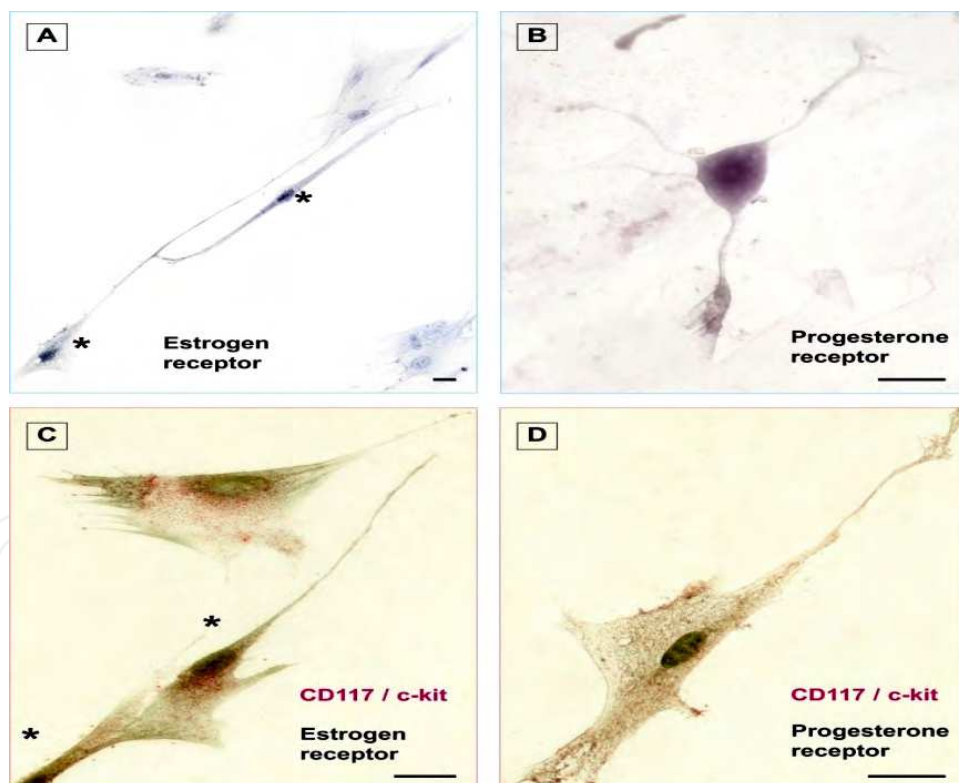 A
*
*
Estrogen
receptor
B
Progesterone
receptor
C
*
*
CD117 / c-kit
Estrogen
receptor
D
CD117 / c-kit
Progesterone
receptor